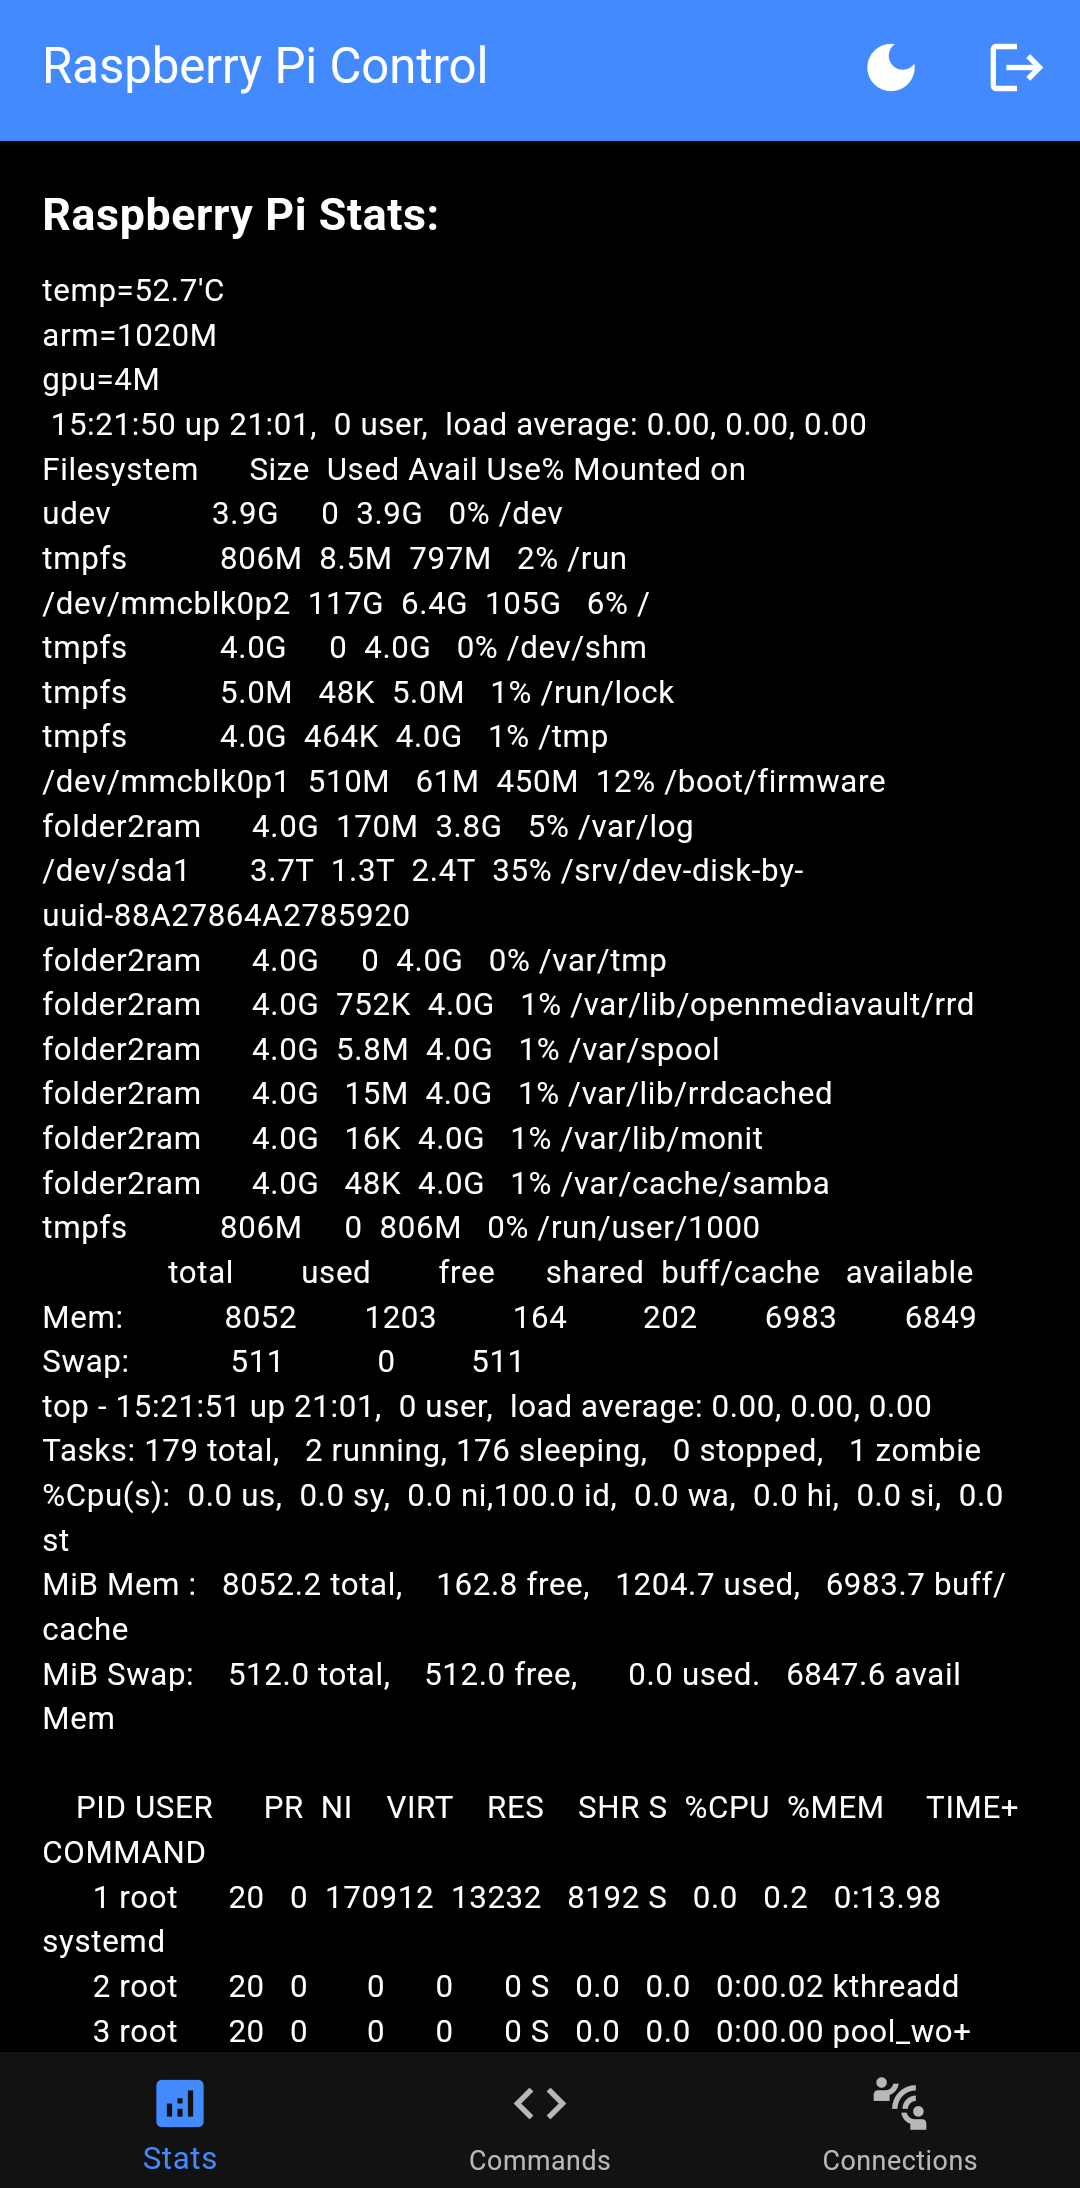 Raspberry Pi Control
Raspberry Pi Stats:
temp=52.7'C
arm=1020M
gpu=4M
 15:21:50 up 21:01,  0 user,  load average: 0.00, 0.00, 0.00
Filesystem      Size  Used Avail Use% Mounted on
udev            3.9G     0  3.9G   0% /dev
tmpfs           806M  8.5M  797M   2% /run
/dev/mmcblk0p2  117G  6.4G  105G   6% /
tmpfs           4.0G     0  4.0G   0% /dev/shm
tmpfs           5.0M   48K  5.0M   1% /run/lock
tmpfs           4.0G  464K  4.0G   1% /tmp
/dev/mmcblk0p1  510M   61M  450M  12% /boot/firmware
folder2ram      4.0G  170M  3.8G   5% /var/log
/dev/sda1       3.7T  1.3T  2.4T  35% /srv/dev-disk-by-
uuid-88A27864A2785920
folder2ram      4.0G     0  4.0G   0% /var/tmp
folder2ram      4.0G  752K  4.0G   1% /var/lib/openmediavault/rrd
folder2ram      4.0G  5.8M  4.0G   1% /var/spool
folder2ram      4.0G   15M  4.0G   1% /var/lib/rrdcached
folder2ram      4.0G   16K  4.0G   1% /var/lib/monit
folder2ram      4.0G   48K  4.0G   1% /var/cache/samba
tmpfs           806M     0  806M   0% /run/user/1000
               total        used        free      shared  buff/cache   available
Mem:            8052        1203         164         202        6983        6849
Swap:            511           0         511
top - 15:21:51 up 21:01,  0 user,  load average: 0.00, 0.00, 0.00
Tasks: 179 total,   2 running, 176 sleeping,   0 stopped,   1 zombie
%Cpu(s):  0.0 us,  0.0 sy,  0.0 ni,100.0 id,  0.0 wa,  0.0 hi,  0.0 si,  0.0
st
MiB Mem :   8052.2 total,    162.8 free,   1204.7 used,   6983.7 buff/
cache
MiB Swap:    512.0 total,    512.0 free,      0.0 used.   6847.6 avail
Mem
    PID USER      PR  NI    VIRT    RES    SHR S  %CPU  %MEM     TIME+
COMMAND
      1 root      20   0  170912  13232   8192 S   0.0   0.2   0:13.98
systemd
      2 root      20   0       0      0      0 S   0.0   0.0   0:00.02 kthreadd
      3 root      20   0       0      0      0 S   0.0   0.0   0:00.00 pool_wo+
Stats
Commands
Connections